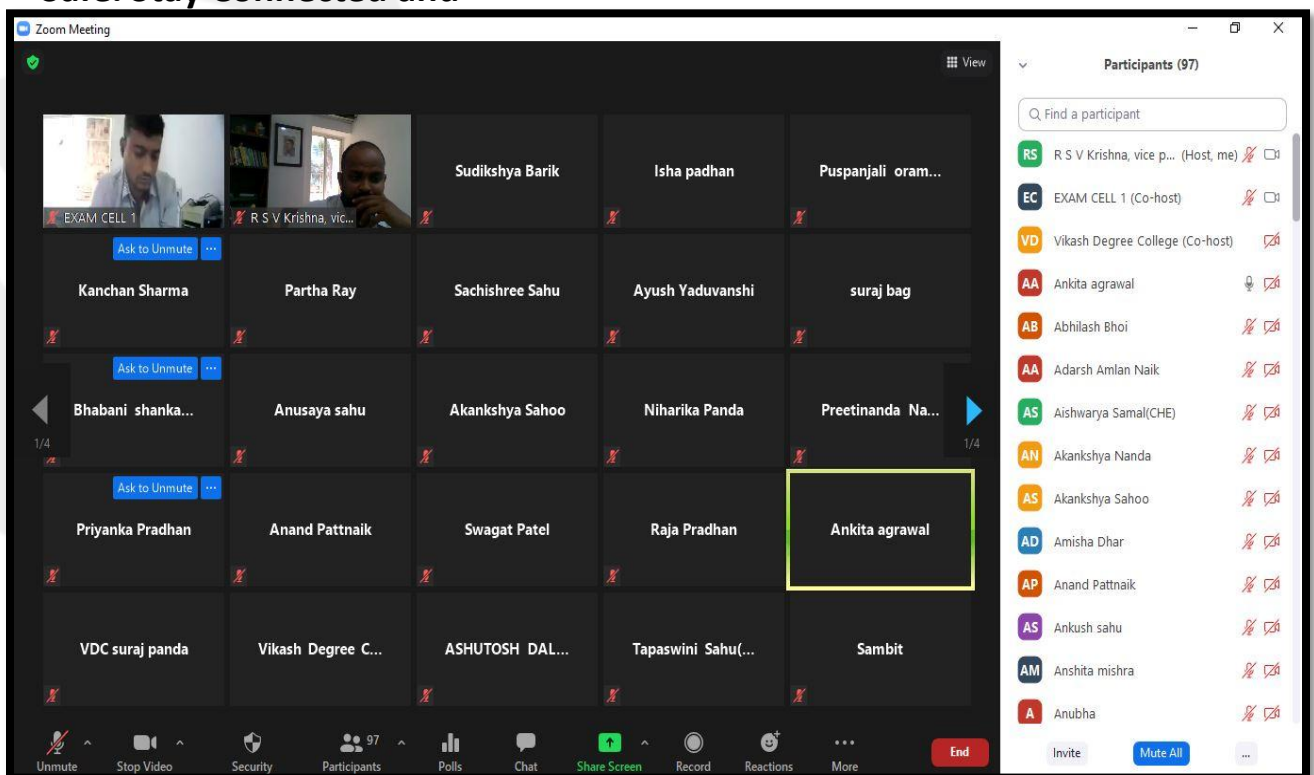 Zoom Meeting
View
EXAM CELL 1
R S V Krishna, vic...
Sudikshya Barik
Isha padhan
Puspanjali oram...
Ask to Unmute ...
Kanchan Sharma
Partha Ray
Sachishree Sahu
Ayush Yaduvanshi
suraj bag
Ask to Unmute ...
Bhabani shanka...
Anusaya sahu
Akankshya Sahoo
Niharika Panda
Preetinanda Na...
1/4
1/4
Ask to Unmute ...
Priyanka Pradhan
Anand Pattnaik
Swagat Patel
Raja Pradhan
Ankita agrawal
VDC suraj panda
Vikash Degree C...
ASHUTOSH DAL...
Tapaswini Sahu(...
Sambit
Unmute
Stop Video
Security
97
Participants
Polls
Chat
Share Screen
Record
Reactions
More
End
Participants (97)
Find a participant
RS R S V Krishna, vice p... (Host, me)
EC EXAM CELL 1 (Co-host)
VD Vikash Degree College (Co-host)
AA Ankita agrawal
AB Abhilash Bhoi
AA Adarsh Amlan Naik
AS Aishwarya Samal(CHE)
AN Akankshya Nanda
AS Akankshya Sahoo
AD Amisha Dhar
AP Anand Pattnaik
AS Ankush sahu
AM Anshita mishra
A Anubha
Invite
Mute All
...